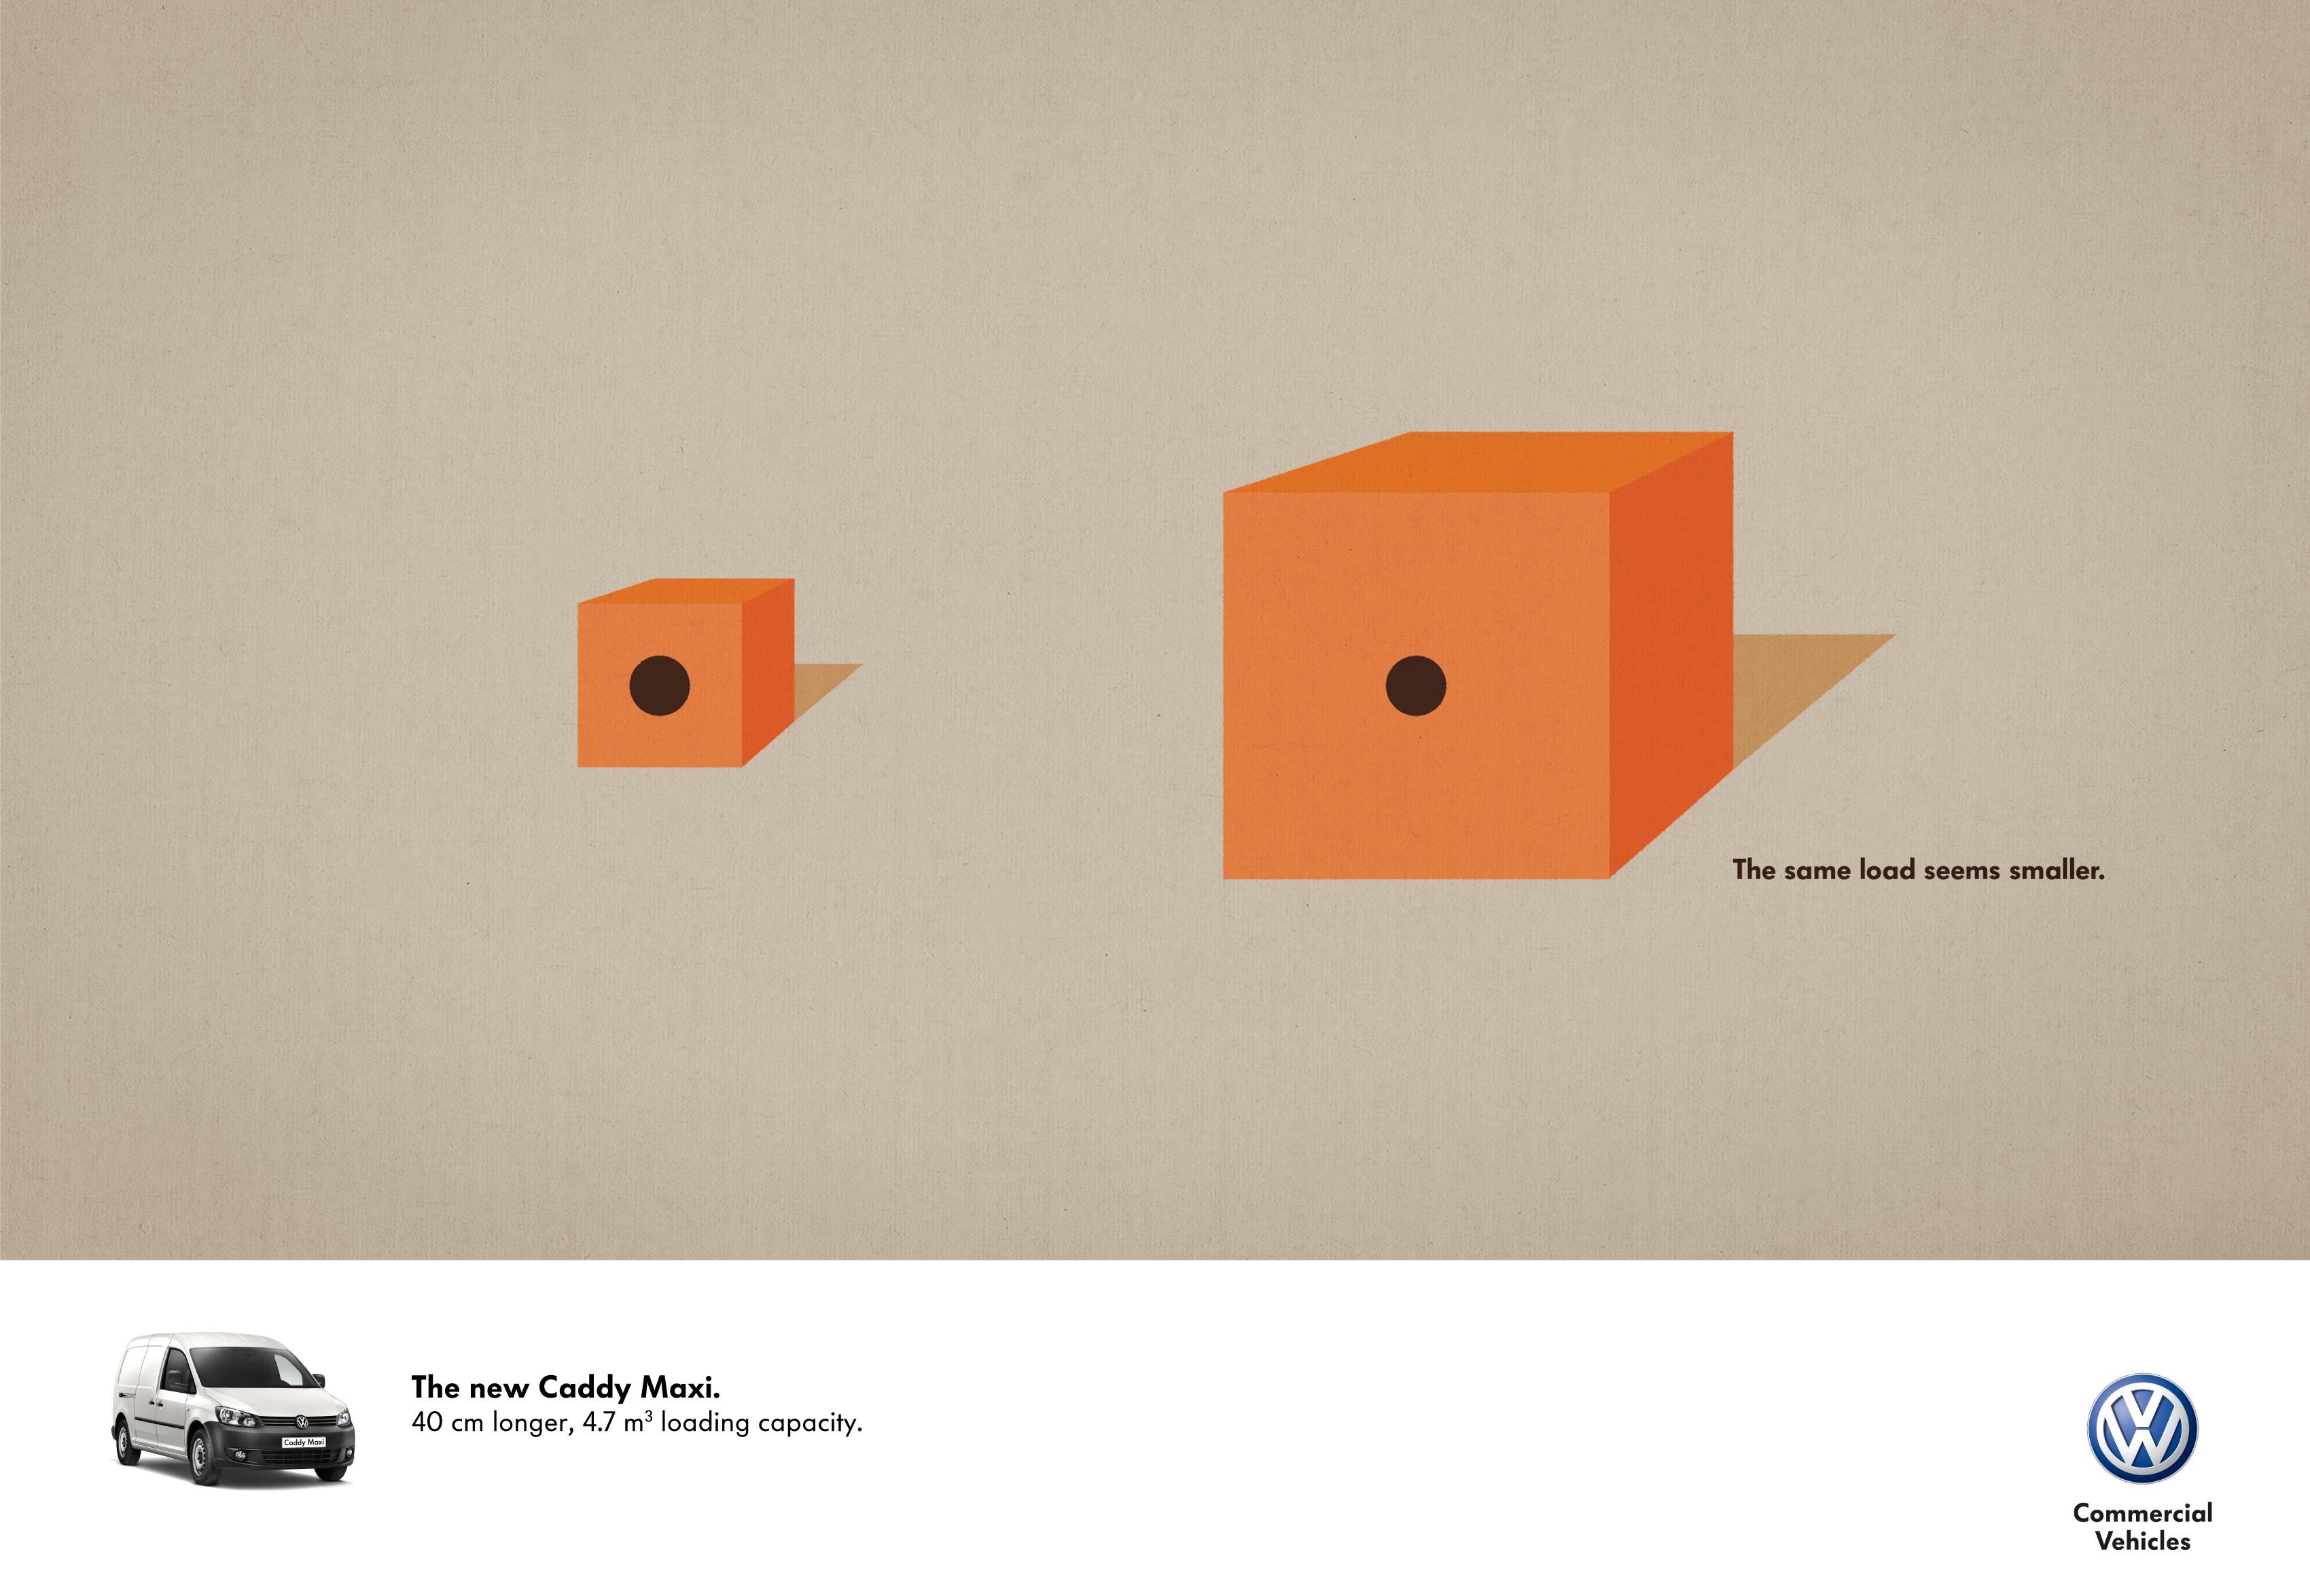 The same load seems smaller.
Caddy Maxi
The new Caddy Maxi.
40 cm longer, 4.7 m³ loading capacity.
Commercial
Vehicles